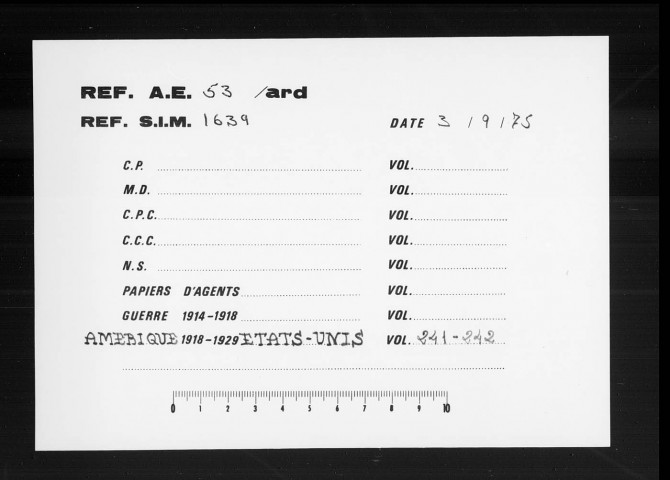 REF. A.E. 53 /ard
REF. S.I.M. 1639 DATE 3 / 9 / 75
C.P. VOL.
M.D. VOL.
C.P.C. VOL.
C.C.C. VOL.
N.S. VOL.
PAPIERS D'AGENTS VOL.
GUERRE 1914-1918 VOL.
AMERIQUE 1918-1929 ETATS-UNIS VOL. 241-242
0 1 2 3 4 5 6 7 8 9 10